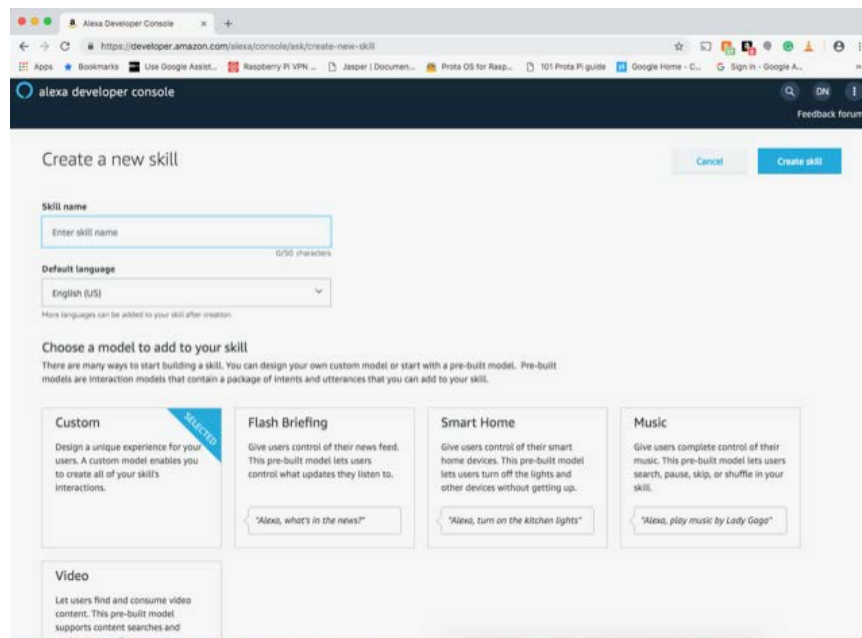 Alexa Developer Console
https://developer.amazon.com/alexa/console/ask/create-new-skill
Apps Bookmarks Use Google Assist... Raspberry Pi VPN ... Jasper | Documen... Prota OS for Rasp... 101 Prota Pi guide Google Home - C... Sign in - Google A...
alexa developer console
DN
Feedback forum
Create a new skill
Cancel
Create skill
Skill name
Enter skill name
0/50 characters
Default language
English (US)
More languages can be added to your skill after creation
Choose a model to add to your skill
There are many ways to start building a skill. You can design your own custom model or start with a pre-built model. Pre-built
models are interaction models that contain a package of intents and utterances that you can add to your skill.
Custom
SELECTED
Design a unique experience for your
users. A custom model enables you
to create all of your skill's
interactions.
Flash Briefing
Give users control of their news feed.
This pre-built model lets users
control what updates they listen to.
"Alexa, what's in the news?"
Smart Home
Give users control of their smart
home devices. This pre-built model
lets users turn off the lights and
other devices without getting up.
"Alexa, turn on the kitchen lights"
Music
Give users complete control of their
music. This pre-built model lets users
search, pause, skip, or shuffle in your
skill.
"Alexa, play music by Lady Gaga"
Video
Let users find and consume video
content. This pre-built model
supports content searches and